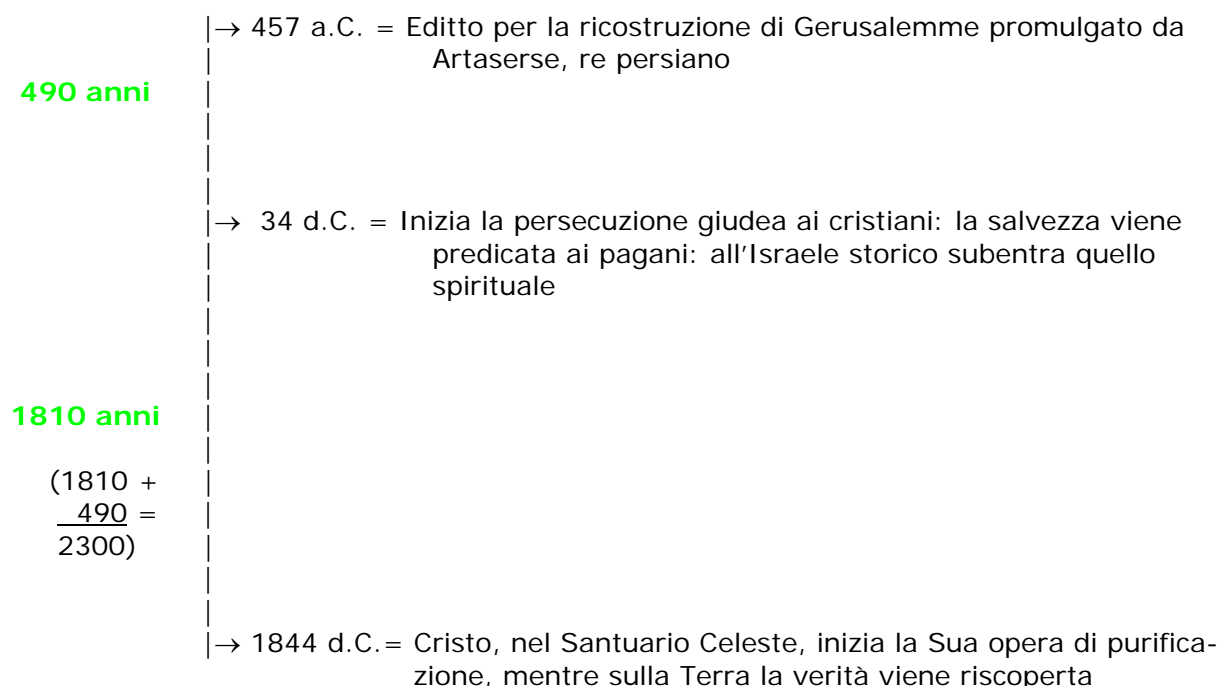 |→ 457 a.C. = Editto per la ricostruzione di Gerusalemme promulgato da
Artaserse, re persiano
490 anni
|→ 34 d.C. = Inizia la persecuzione giudea ai cristiani: la salvezza viene
predicata ai pagani: all'Israele storico subentra quello
spirituale
1810 anni
(1810 +
490 =
2300)
|→ 1844 d.C.= Cristo, nel Santuario Celeste, inizia la Sua opera di purifica-
zione, mentre sulla Terra la verità viene riscoperta